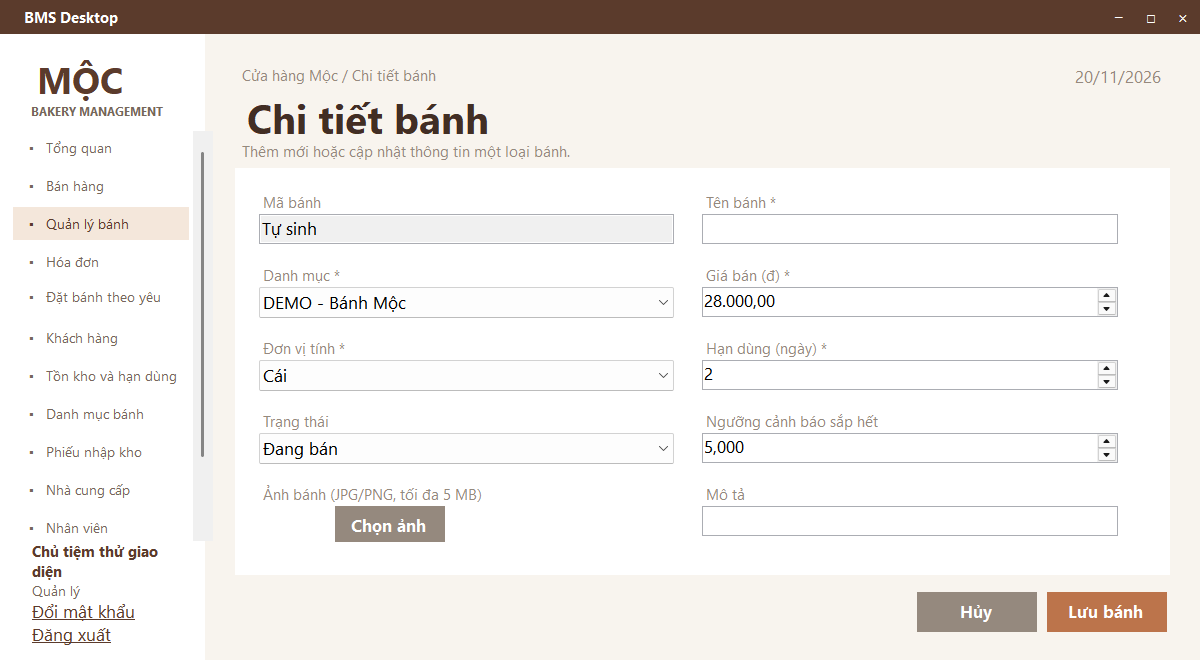 BMS Desktop
MỘC
BAKERY MANAGEMENT
Tổng quan
Bán hàng
Quản lý bánh
Hóa đơn
Đặt bánh theo yêu
Khách hàng
Tồn kho và hạn dùng
Danh mục bánh
Phiếu nhập kho
Nhà cung cấp
Nhân viên
Chủ tiệm thử giao
diện
Quản lý
Đổi mật khẩu
Đăng xuất
Cửa hàng Mộc / Chi tiết bánh
20/11/2026
Chi tiết bánh
Thêm mới hoặc cập nhật thông tin một loại bánh.
Mã bánh
Tự sinh
Tên bánh *
Danh mục *
DEMO - Bánh Mộc
Giá bán (đ) *
28.000,00
Đơn vị tính *
Cái
Hạn dùng (ngày) *
2
Trạng thái
Đang bán
Ngưỡng cảnh báo sắp hết
5,000
Ảnh bánh (JPG/PNG, tối đa 5 MB)
Chọn ảnh
Mô tả
Hủy
Lưu bánh